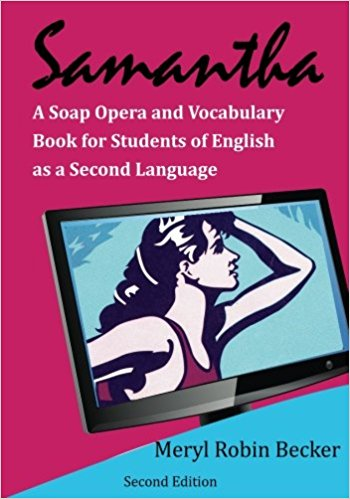 Samantha
A Soap Opera and Vocabulary
Book for Students of English
as a Second Language
Meryl Robin Becker
Second Edition